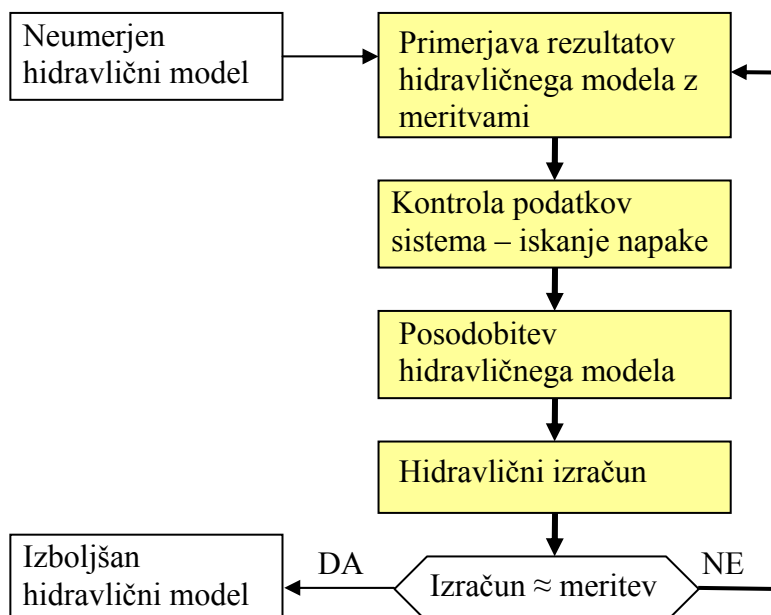 Neumerjen
hidravlični model
Primerjava rezultatov
hidravličnega modela z
meritvami
Kontrola podatkov
sistema – iskanje napake
Posodobitev
hidravličnega modela
Hidravlični izračun
Izboljšan
hidravlični model
DA
Izračun ≈ meritev
NE